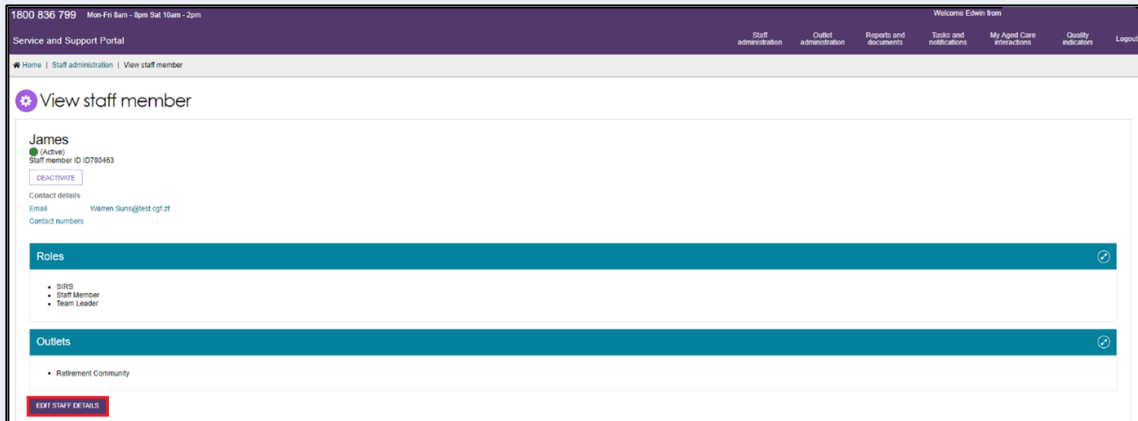 1800 836 799 Mon-Fri 8am - 8pm Sat 10am - 2pm Welcome Edwin from
Service and Support Portal
Staff administration
Outlet administration
Reports and documents
Tasks and notifications
My Aged Care interactions
Quality indicators
Logout
Home | Staff administration | View staff member
View staff member
James
(Active)
Staff member ID ID780463
DEACTIVATE
Contact details
Email Warren.Suns@test.cgf.zf
Contact numbers
Roles
SIRS
Staff Member
Team Leader
Outlets
Retirement Community
EDIT STAFF DETAILS